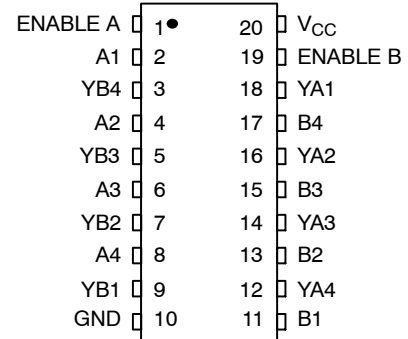 ENABLE A 1 20 VCC
A1 2 19 ENABLE B
YB4 3 18 YA1
A2 4 17 B4
YB3 5 16 YA2
A3 6 15 B3
YB2 7 14 YA3
A4 8 13 B2
YB1 9 12 YA4
GND 10 11 B1